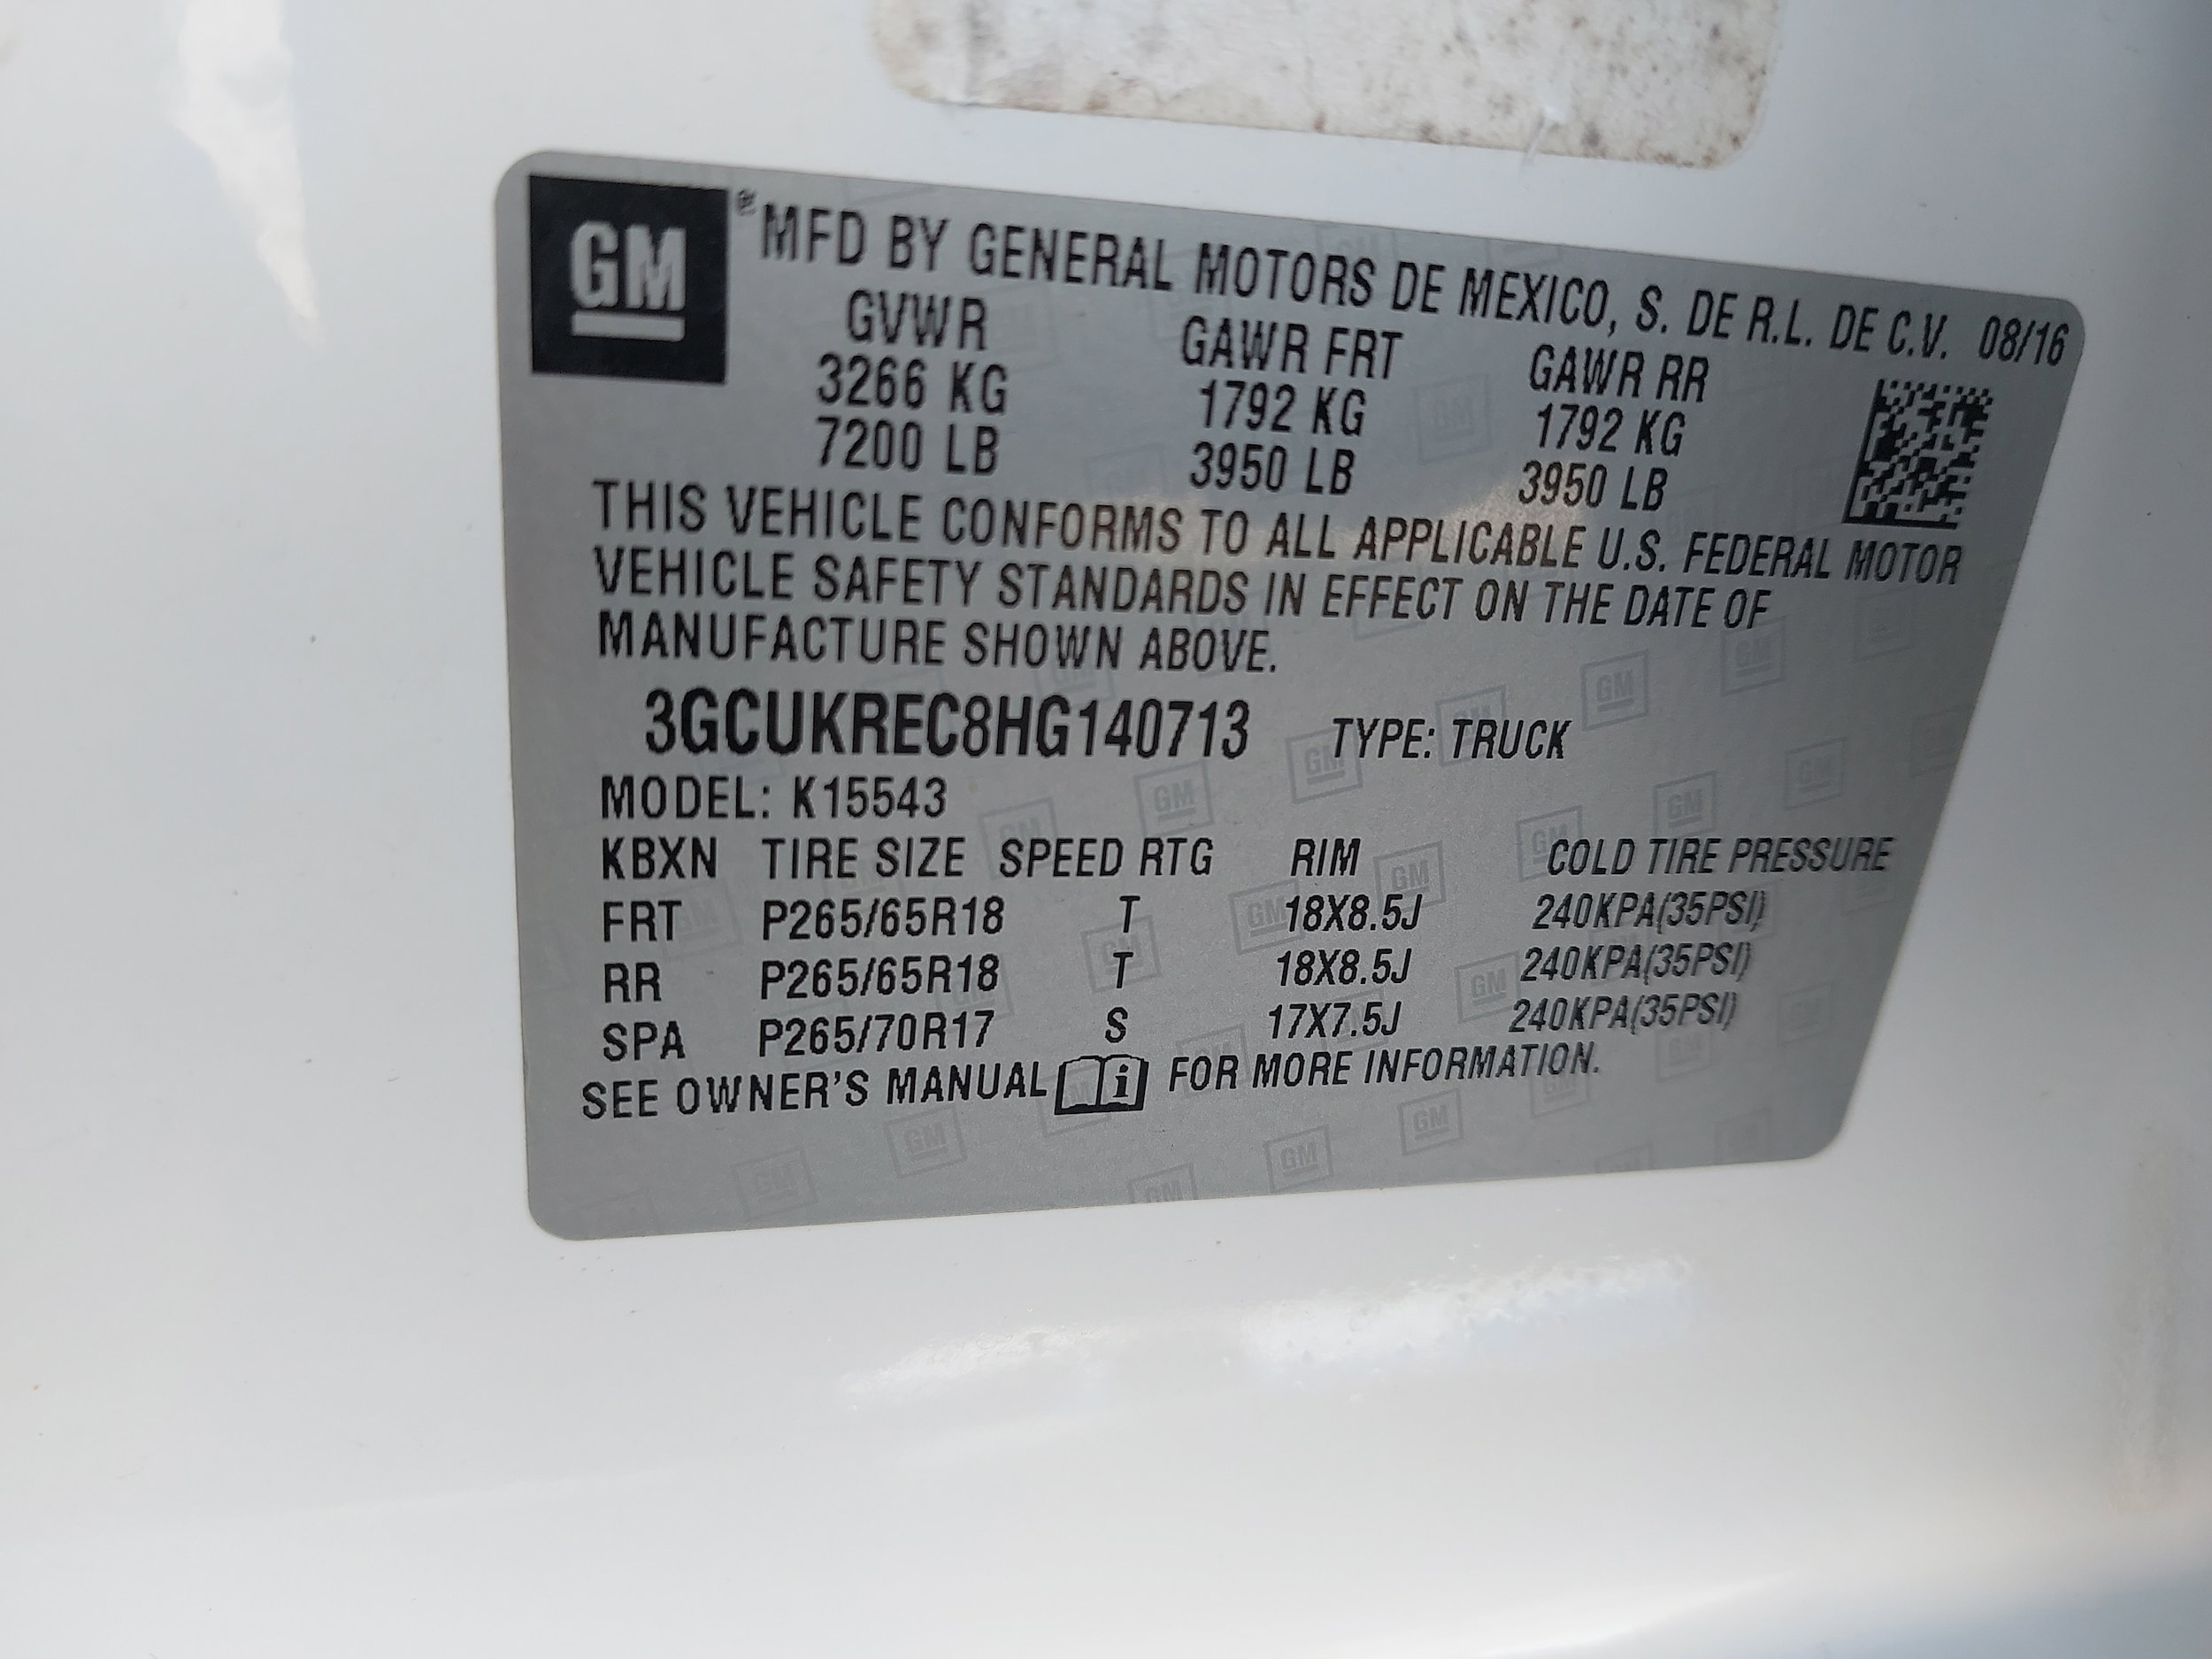 GM
® MFD BY GENERAL MOTORS DE MEXICO, S. DE R.L. DE C.V. 08/16
GVWR GAWR FRT GAWR RR
3266 KG 1792 KG 1792 KG
7200 LB 3950 LB 3950 LB
THIS VEHICLE CONFORMS TO ALL APPLICABLE U.S. FEDERAL MOTOR
VEHICLE SAFETY STANDARDS IN EFFECT ON THE DATE OF
MANUFACTURE SHOWN ABOVE.
3GCUKREC8HG140713 TYPE: TRUCK
MODEL: K15543
KBXN TIRE SIZE SPEED RTG RIM COLD TIRE PRESSURE
FRT P265/65R18 T 18X8.5J 240KPA(35PSI)
RR P265/65R18 T 18X8.5J 240KPA(35PSI)
SPA P265/70R17 S 17X7.5J 240KPA(35PSI)
SEE OWNER'S MANUAL i FOR MORE INFORMATION.